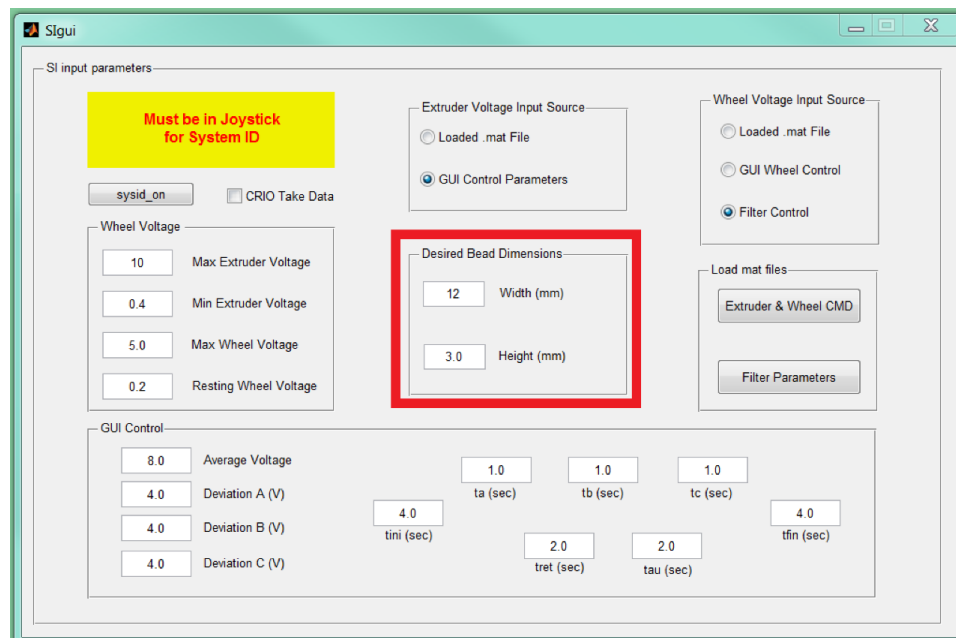 SIgui
SI input parameters
Must be in Joystick
for System ID
sysid_on
CRIO Take Data
Extruder Voltage Input Source
Loaded .mat File
GUI Control Parameters
Wheel Voltage Input Source
Loaded .mat File
GUI Wheel Control
Filter Control
Wheel Voltage
10 Max Extruder Voltage
0.4 Min Extruder Voltage
5.0 Max Wheel Voltage
0.2 Resting Wheel Voltage
Desired Bead Dimensions
12 Width (mm)
3.0 Height (mm)
Load mat files
Extruder & Wheel CMD
Filter Parameters
GUI Control
8.0 Average Voltage
4.0 Deviation A (V)
4.0 Deviation B (V)
4.0 Deviation C (V)
4.0
tini (sec)
1.0
ta (sec)
1.0
tb (sec)
1.0
tc (sec)
2.0
tret (sec)
2.0
tau (sec)
4.0
tfin (sec)